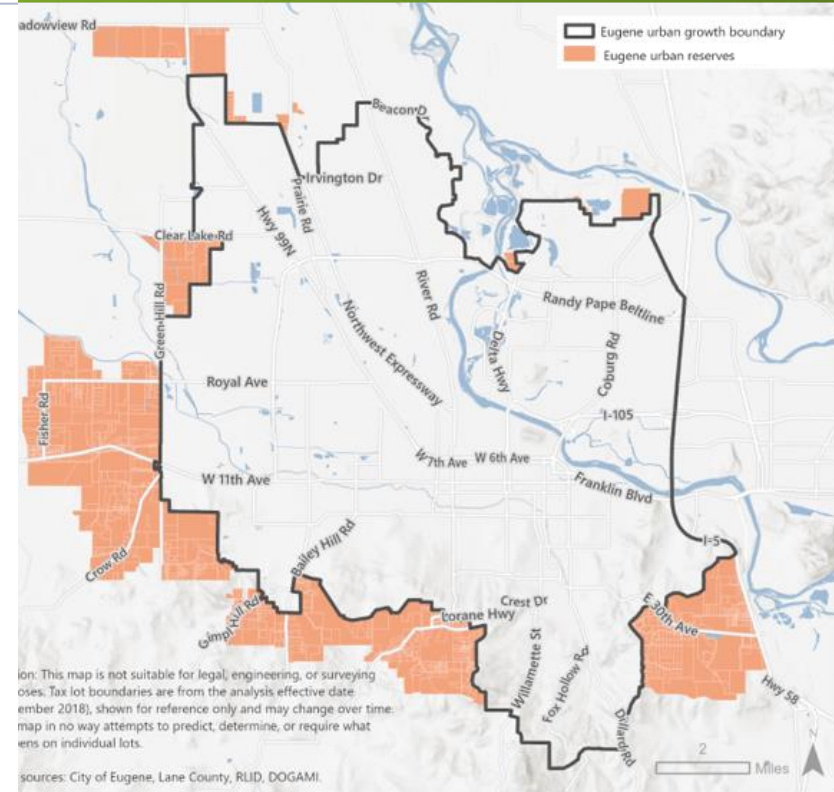 adowview Rd
Eugene urban growth boundary
Eugene urban reserves
Beacon Dr
Irvington Dr
Prairie Rd
Hwy 99N
Clear Lake Rd
Green Hill Rd
River Rd
Randy Pape Beltline
Northwest Expressway
Delta Hwy
Coburg Rd
Royal Ave
Fisher Rd
I-105
W 7th Ave
W 6th Ave
W 11th Ave
Franklin Blvd
Bailey Hill Rd
I-5
Crow Rd
Gimpl Hill Rd
Crest Dr
Lorane Hwy
E 30th Ave
Willamette St
Fox Hollow Rd
Dillard Rd
Hwy 58
ion: This map is not suitable for legal, engineering, or surveying
oses. Tax lot boundaries are from the analysis effective date
ember 2018), shown for reference only and may change over time.
map in no way attempts to predict, determine, or require what
ens on individual lots.
sources: City of Eugene, Lane County, RLID, DOGAMI.
2
Miles
N